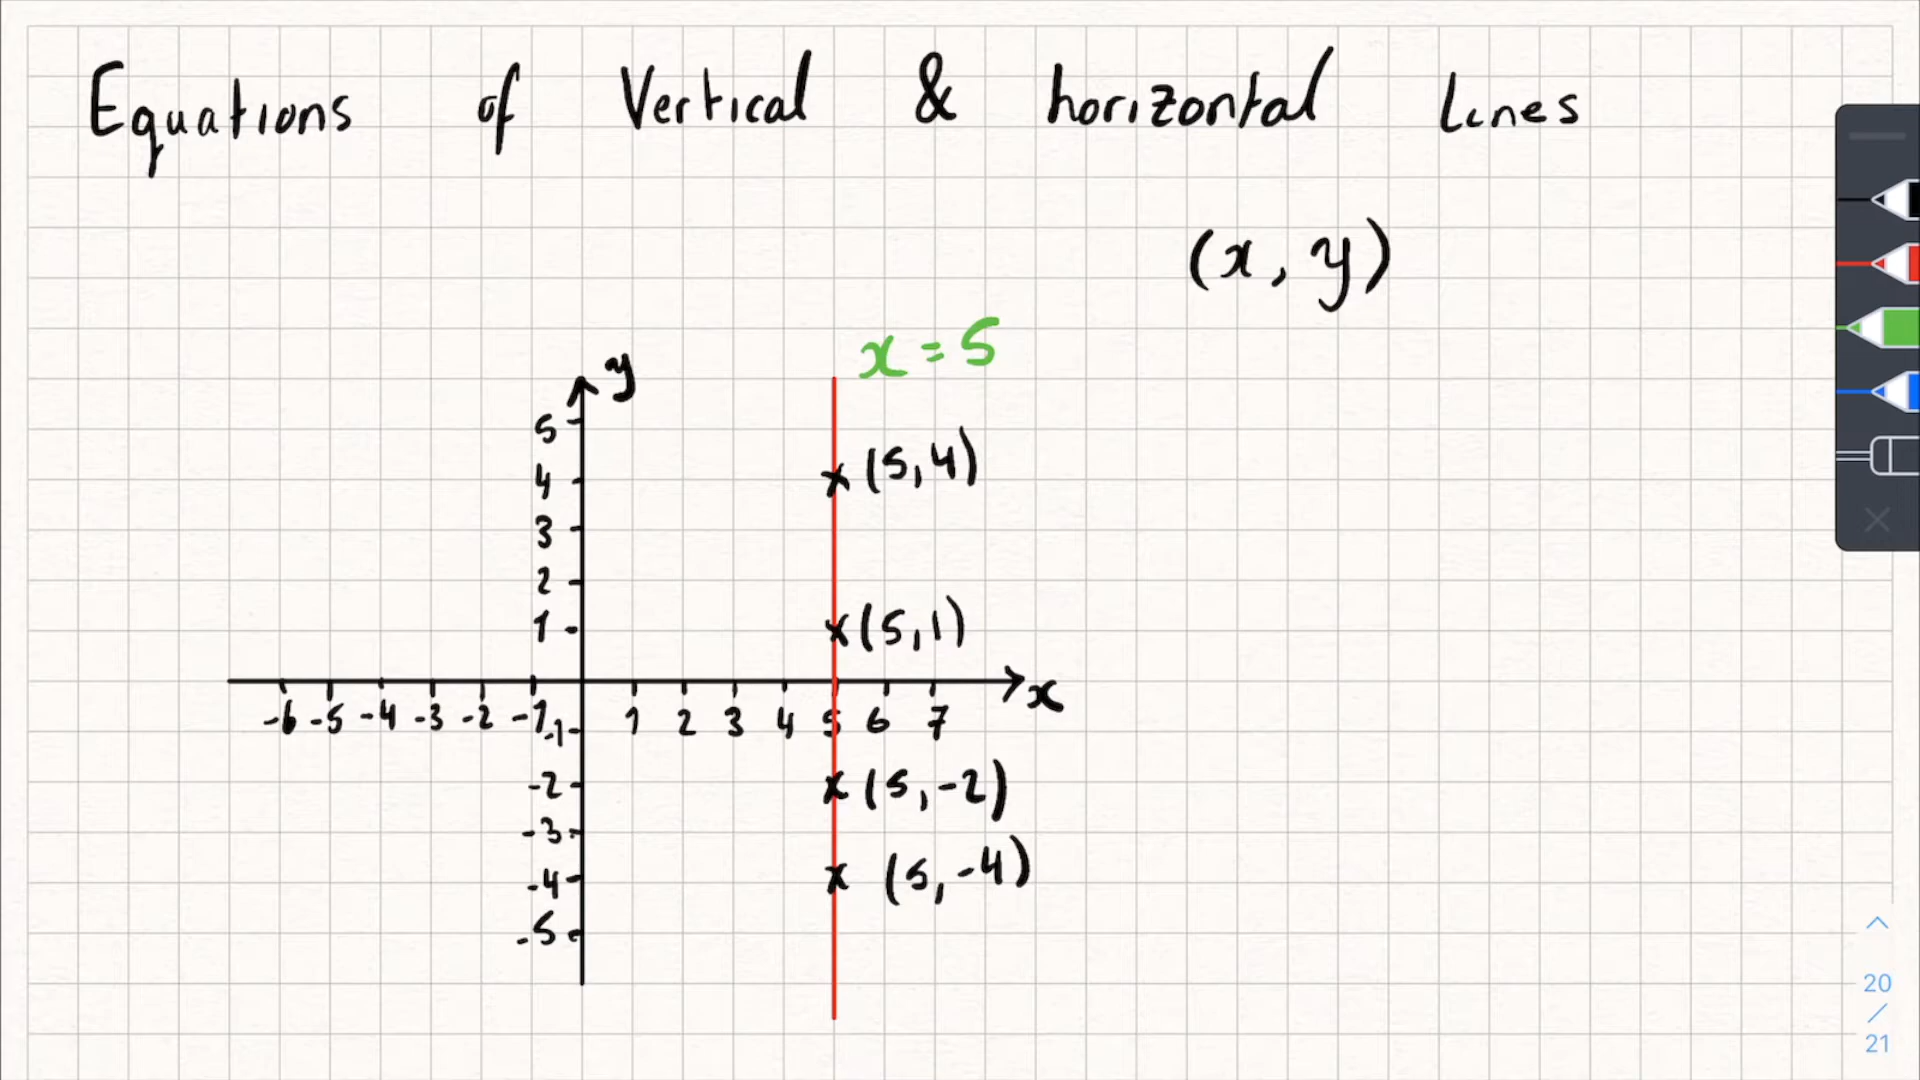 Equations of Vertical & horizontal Lines
(x, y)
x = 5
y
5
4 (5,4)
3
2
1 (5,1)
-6 -5 -4 -3 -2 -1 1 2 3 4 5 6 7 x
-1
-2 (5,-2)
-3
-4 (5,-4)
-5
20
/
21